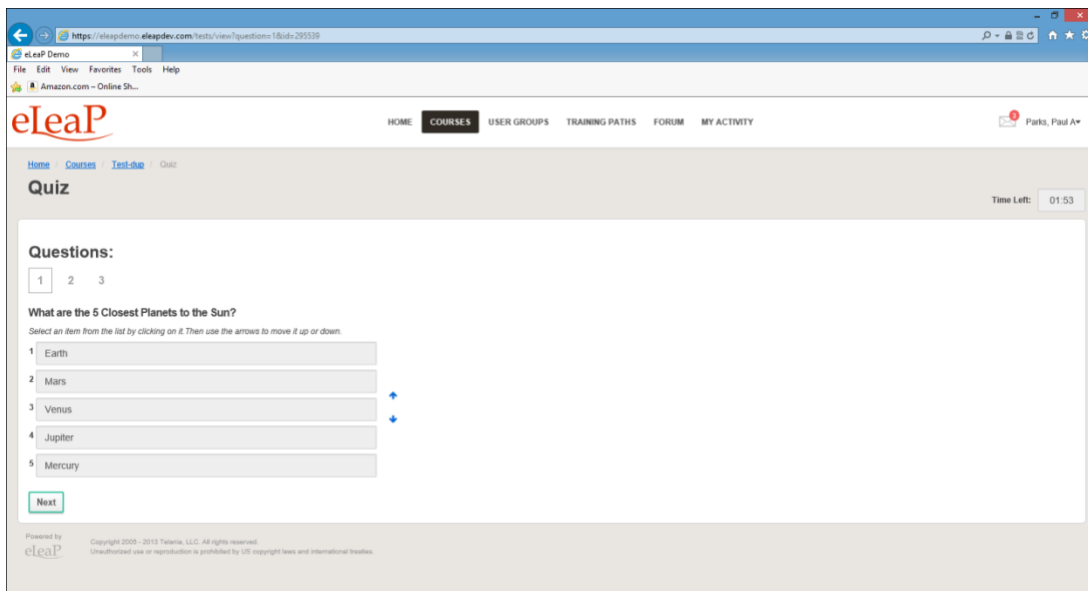 https://eleapdemo.eleapdev.com/tests/view?question=1&id=295539
eLeaP Demo
File Edit View Favorites Tools Help
Amazon.com – Online Sh...
eLeaP
HOME COURSES USER GROUPS TRAINING PATHS FORUM MY ACTIVITY
3
Parks, Paul A
Home / Courses / Test-dup / Quiz
Quiz
Time Left: 01:53
Questions:
1 2 3
What are the 5 Closest Planets to the Sun?
Select an item from the list by clicking on it.Then use the arrows to move it up or down.
1 Earth
2 Mars
3 Venus
4 Jupiter
5 Mercury
Next
Powered by
eLeaP
Copyright 2005 - 2013 Telania, LLC. All rights reserved.
Unauthorized use or reproduction is prohibited by US copyright laws and international treaties.